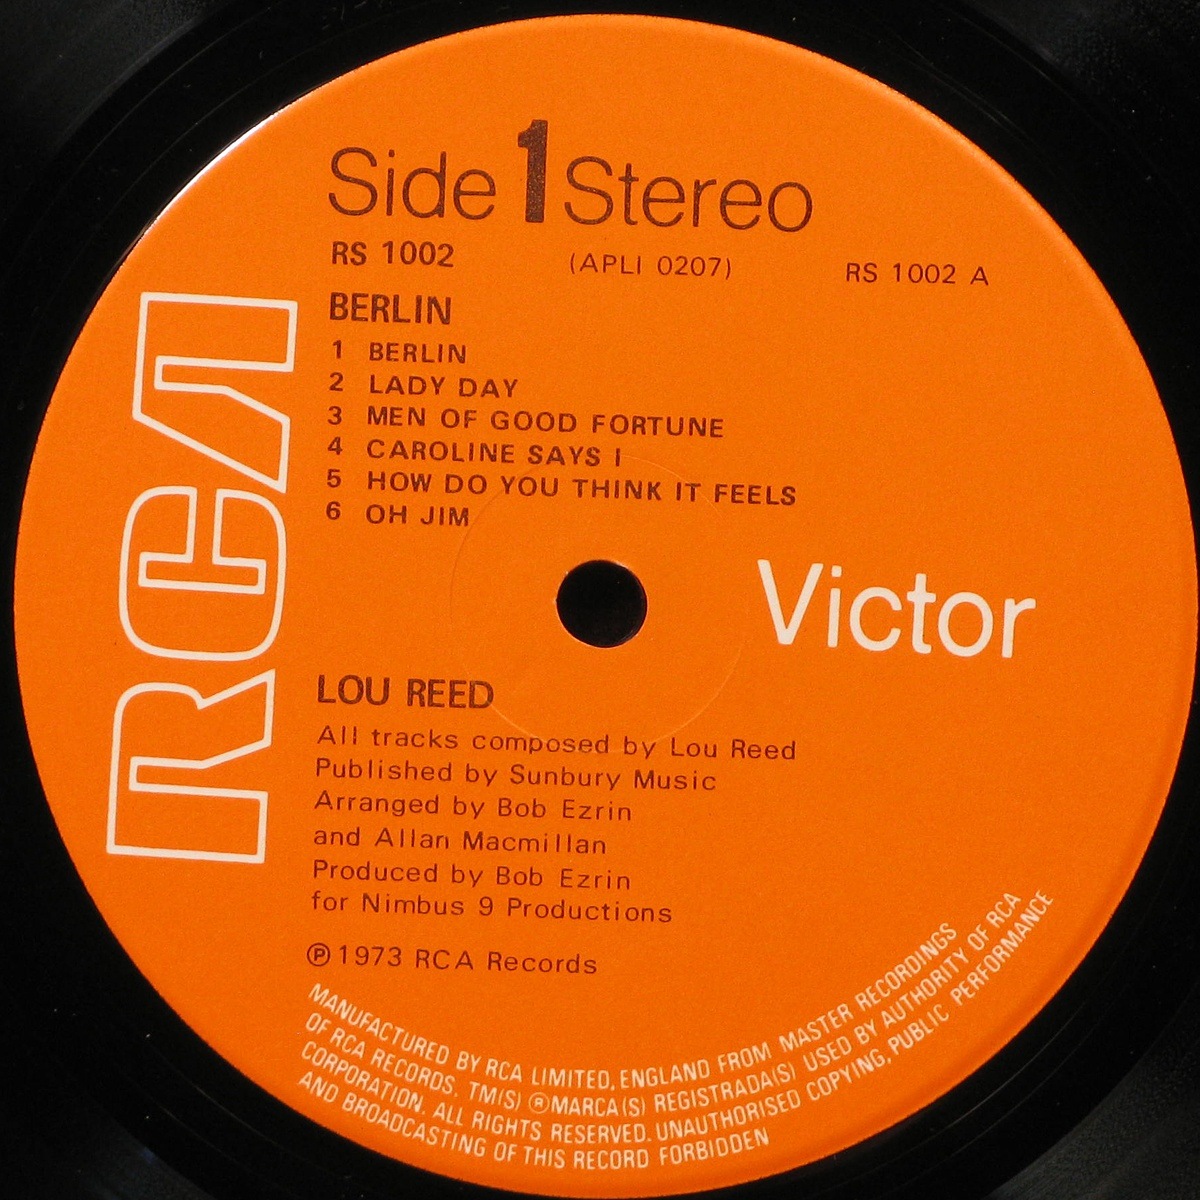 Side 1 Stereo
RS 1002 (APLI 0207) RS 1002 A
BERLIN
1 BERLIN
2 LADY DAY
3 MEN OF GOOD FORTUNE
4 CAROLINE SAYS I
5 HOW DO YOU THINK IT FEELS
6 OH JIM
RCA
Victor
LOU REED
All tracks composed by Lou Reed
Published by Sunbury Music
Arranged by Bob Ezrin
and Allan Macmillan
Produced by Bob Ezrin
for Nimbus 9 Productions
℗ 1973 RCA Records
MANUFACTURED BY RCA LIMITED, ENGLAND FROM MASTER RECORDINGS
OF RCA RECORDS. TM(S) ® MARCA(S) REGISTRADA(S) USED BY AUTHORITY OF RCA
CORPORATION. ALL RIGHTS RESERVED. UNAUTHORISED COPYING, PUBLIC PERFORMANCE
AND BROADCASTING OF THIS RECORD FORBIDDEN